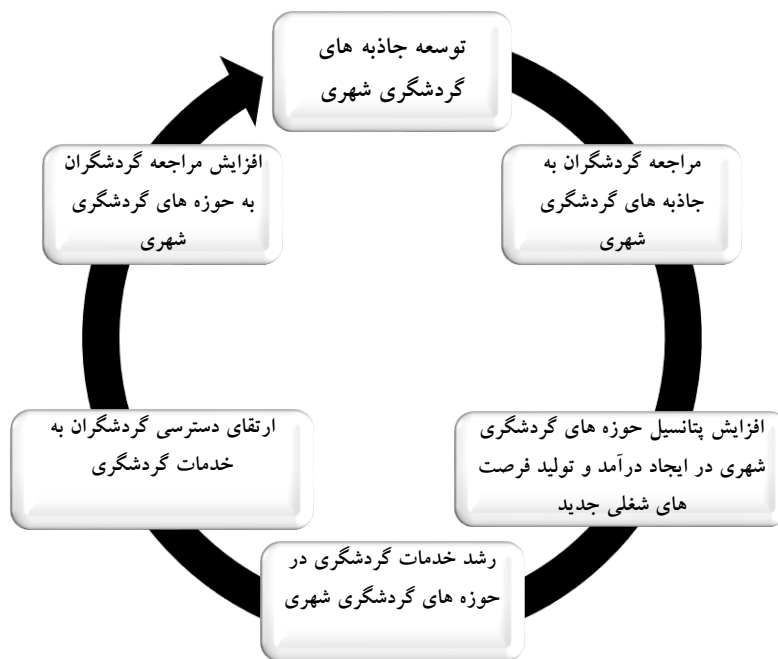 توسعه جاذبه های
گردشگری شهری
مراجعه گردشگران به
جاذبه های گردشگری
شهری
افزایش پتانسیل حوزه های گردشگری
شهری در ایجاد درآمد و تولید فرصت
های شغلی جدید
رشد خدمات گردشگری در
حوزه های گردشگری شهری
ارتقای دسترسی گردشگران به
خدمات گردشگری
افزایش مراجعه گردشگران
به حوزه های گردشگری
شهری